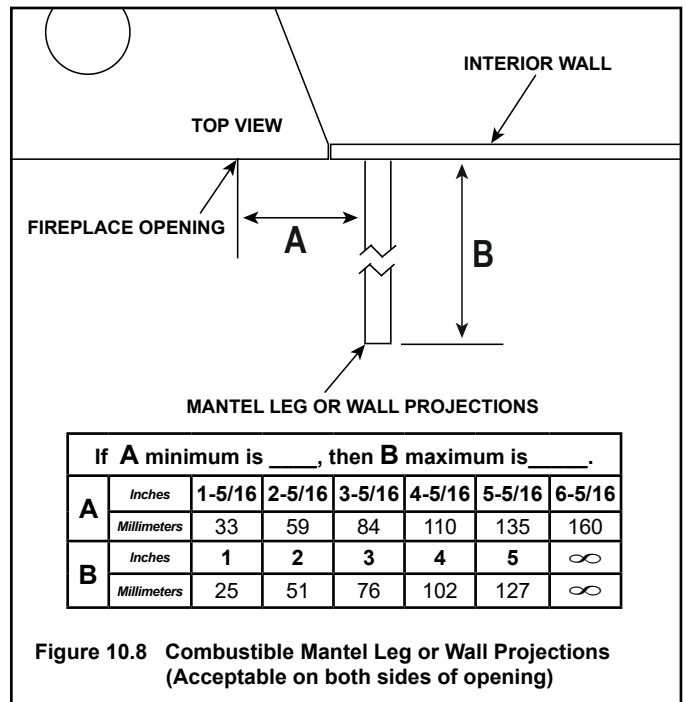 INTERIOR WALL
TOP VIEW
FIREPLACE OPENING
A
B
MANTEL LEG OR WALL PROJECTIONS
If A minimum is ____, then B maximum is_____.
A Inches 1-5/16 2-5/16 3-5/16 4-5/16 5-5/16 6-5/16
Millimeters 33 59 84 110 135 160
B Inches 1 2 3 4 5 ∞
Millimeters 25 51 76 102 127 ∞
Figure 10.8 Combustible Mantel Leg or Wall Projections
(Acceptable on both sides of opening)